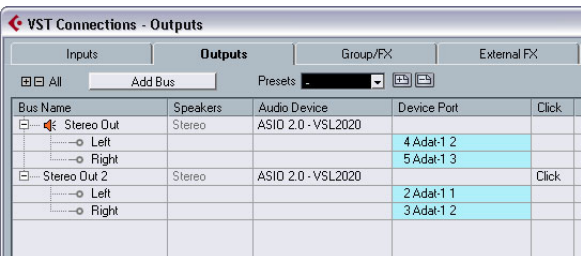 VST Connections - Outputs
Inputs Outputs Group/FX External FX
All Add Bus Presets -
Bus Name Speakers Audio Device Device Port Click
Stereo Out Stereo ASIO 2.0 - VSL2020
Left 4 Adat-1 2
Right 5 Adat-1 3
Stereo Out 2 Stereo ASIO 2.0 - VSL2020 Click
Left 2 Adat-1 1
Right 3 Adat-1 2